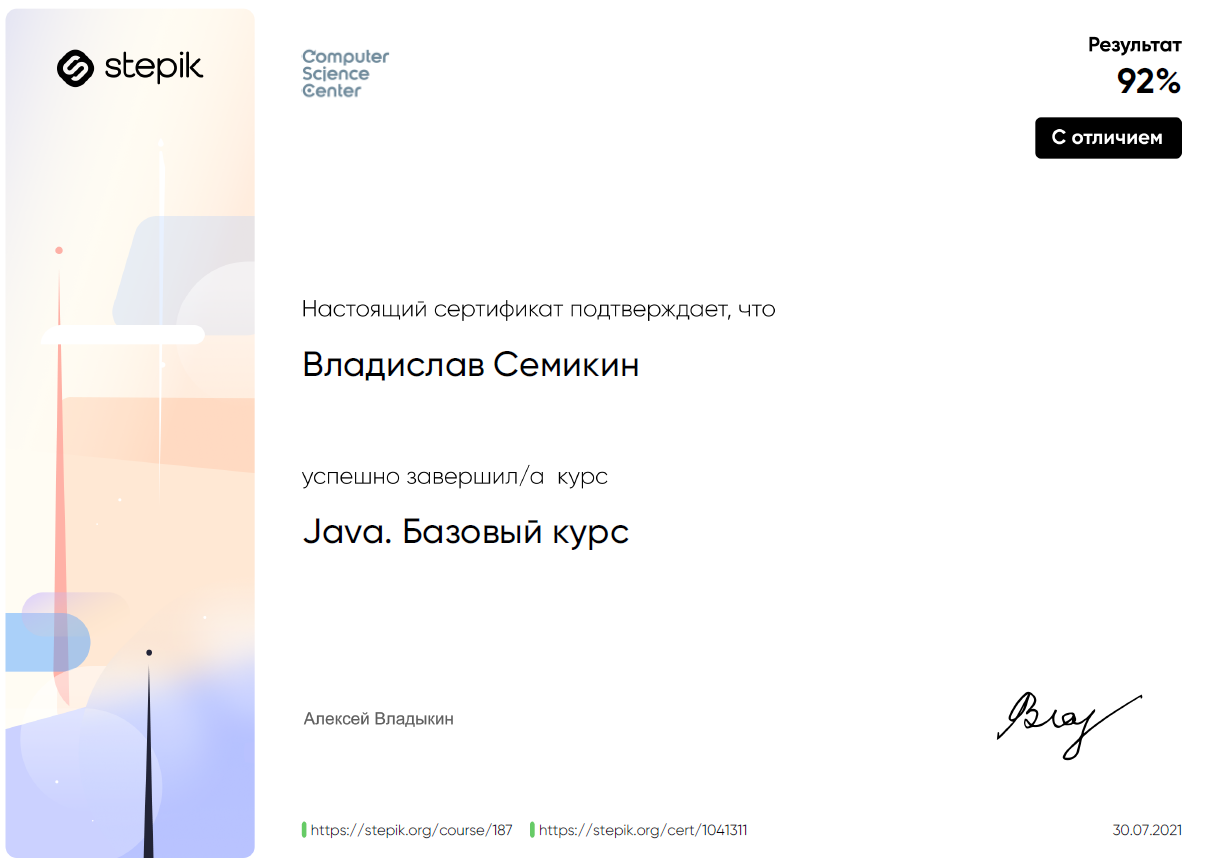 stepik
Computer
Science
Center
Результат
92%
С отличием
Настоящий сертификат подтверждает, что
Владислав Семикин
успешно завершил/а курс
Java. Базовый курс
Алексей Владыкин
https://stepik.org/course/187 https://stepik.org/cert/1041311
30.07.2021